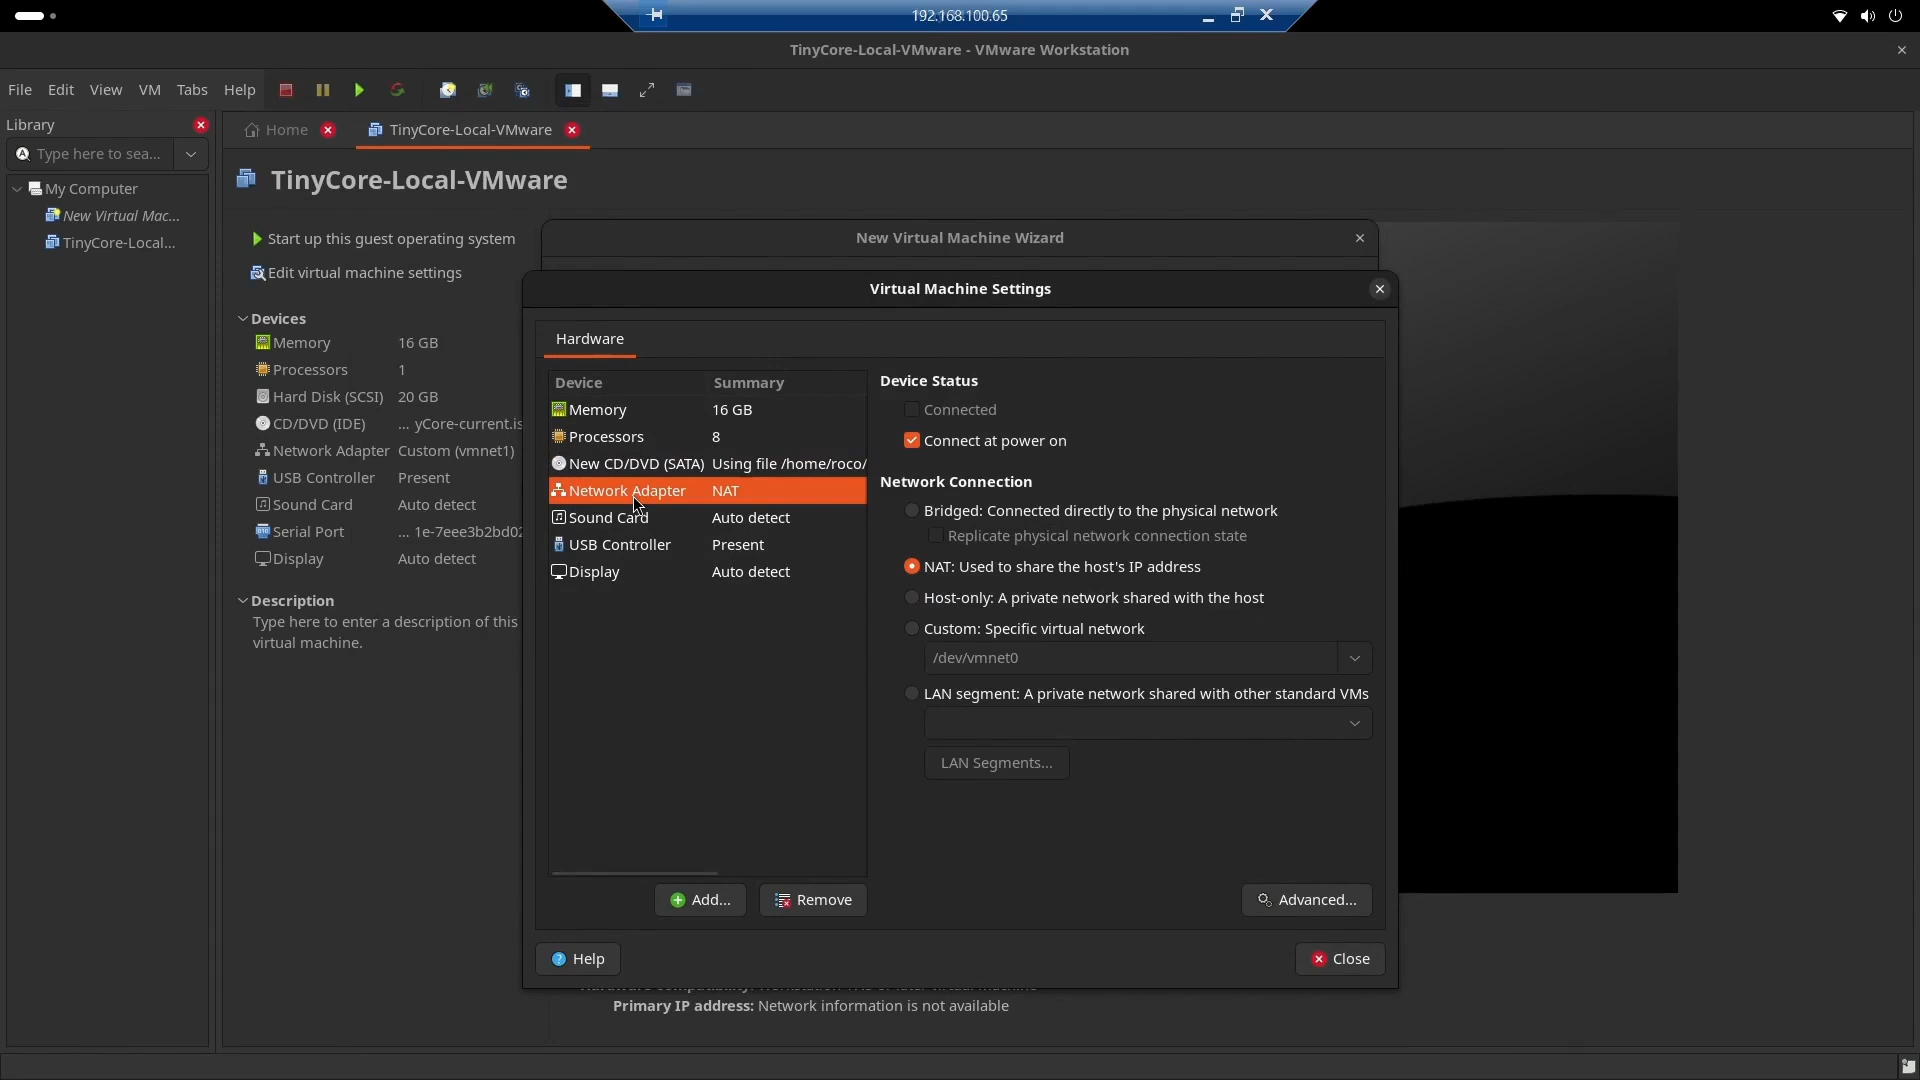 192.168.100.65
TinyCore-Local-VMware - VMware Workstation
File Edit View VM Tabs Help
Library
Type here to sea...
My Computer
New Virtual Mac...
TinyCore-Local...
Home
TinyCore-Local-VMware
TinyCore-Local-VMware
Start up this guest operating system
Edit virtual machine settings
Devices
Memory 16 GB
Processors 1
Hard Disk (SCSI) 20 GB
CD/DVD (IDE) ... yCore-current.is
Network Adapter Custom (vmnet1)
USB Controller Present
Sound Card Auto detect
Serial Port ... 1e-7eee3b2bd02
Display Auto detect
Description
Type here to enter a description of this
virtual machine.
New Virtual Machine Wizard
Virtual Machine Settings
Hardware
Device Summary
Memory 16 GB
Processors 8
New CD/DVD (SATA) Using file /home/roco/
Network Adapter NAT
Sound Card Auto detect
USB Controller Present
Display Auto detect
Add...
Remove
Device Status
Connected
Connect at power on
Network Connection
Bridged: Connected directly to the physical network
Replicate physical network connection state
NAT: Used to share the host's IP address
Host-only: A private network shared with the host
Custom: Specific virtual network
/dev/vmnet0
LAN segment: A private network shared with other standard VMs
LAN Segments...
Advanced...
Help
Close
Primary IP address: Network information is not available